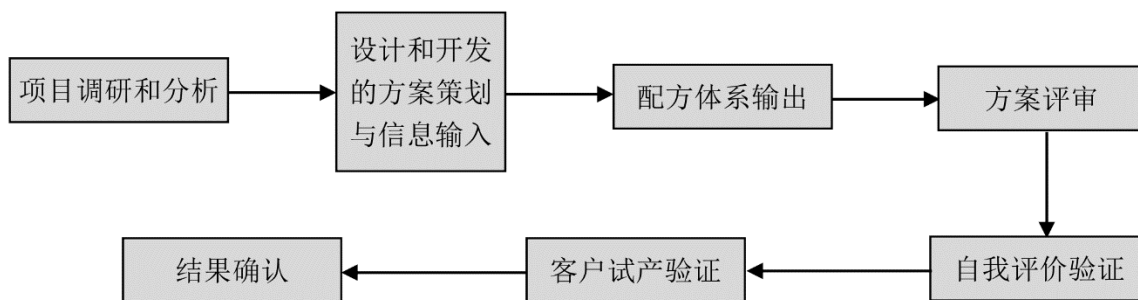 项目调研和分析
设计和开发
的方案策划
与信息输入
配方体系输出
方案评审
自我评价验证
客户试产验证
结果确认